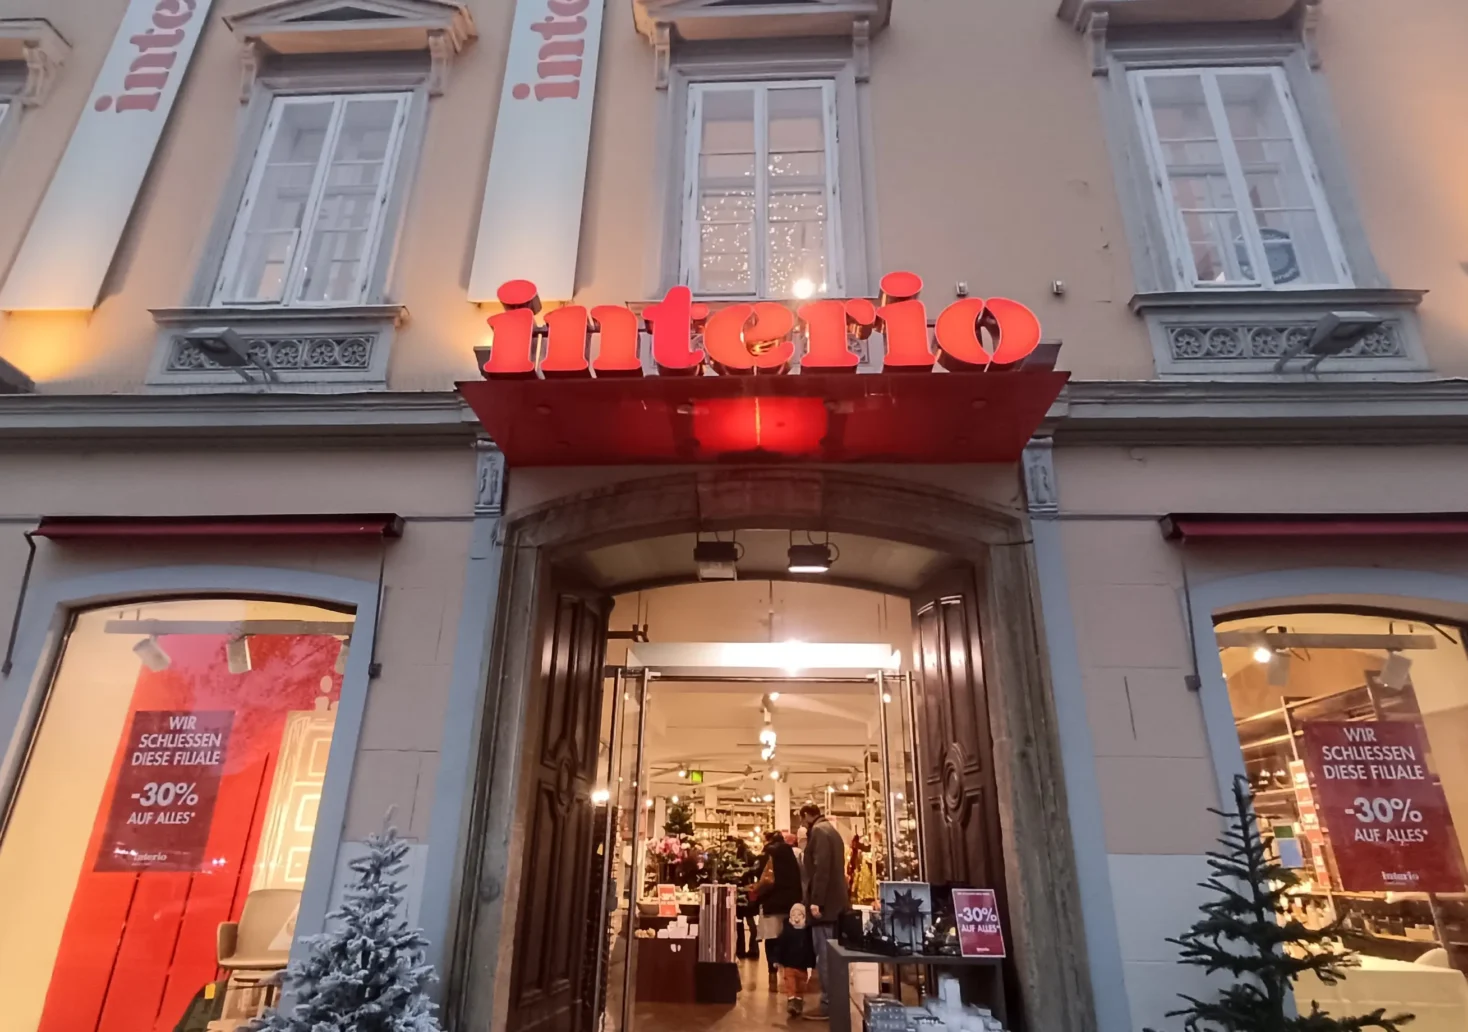 inte
inte
interio
WIR
SCHLIESSEN
DIESE FILIALE
-30%
AUF ALLES*
interio
WIR
SCHLIESSEN
DIESE FILIALE
-30%
AUF ALLES*
interio
-30%
AUF ALLES*